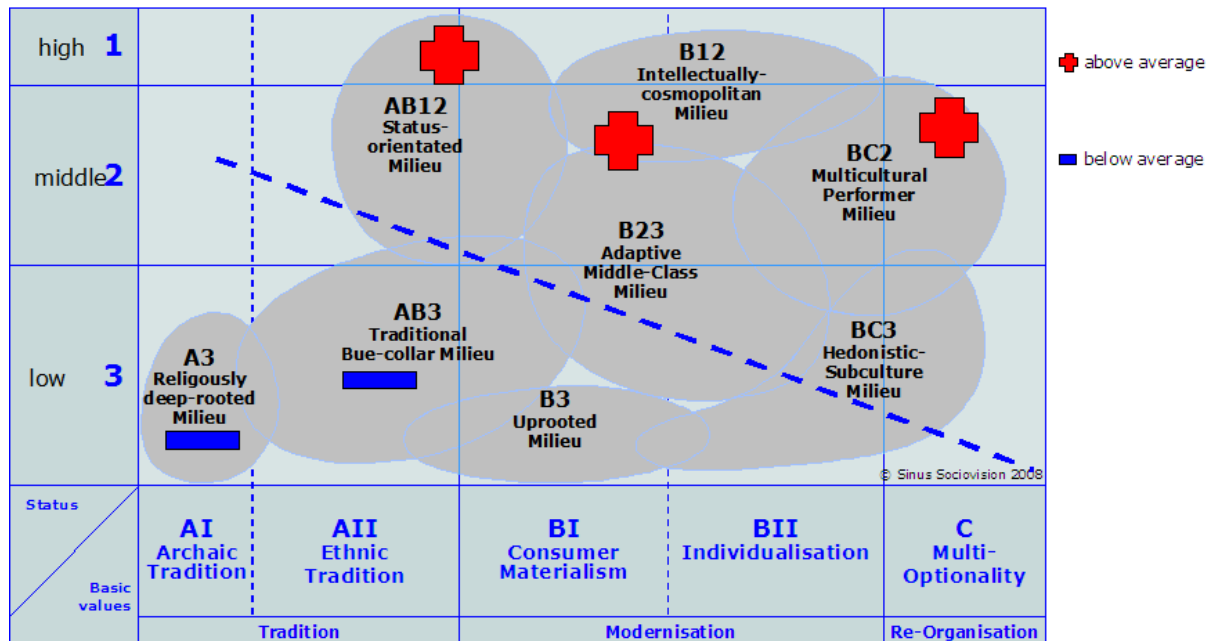 high 1
middle 2
low 3
above average
below average
AB12
Status-
orientated
Milieu
B12
Intellectually-
cosmopolitan
Milieu
BC2
Multicultural
Performer
Milieu
B23
Adaptive
Middle-Class
Milieu
AB3
Traditional
Bue-collar Milieu
A3
Religously
deep-rooted
Milieu
B3
Uprooted
Milieu
BC3
Hedonistic-
Subculture
Milieu
© Sinus Sociovision 2008
Status
Basic
values
AI
Archaic
Tradition
AII
Ethnic
Tradition
BI
Consumer
Materialism
BII
Individualisation
C
Multi-
Optionality
Tradition
Modernisation
Re-Organisation